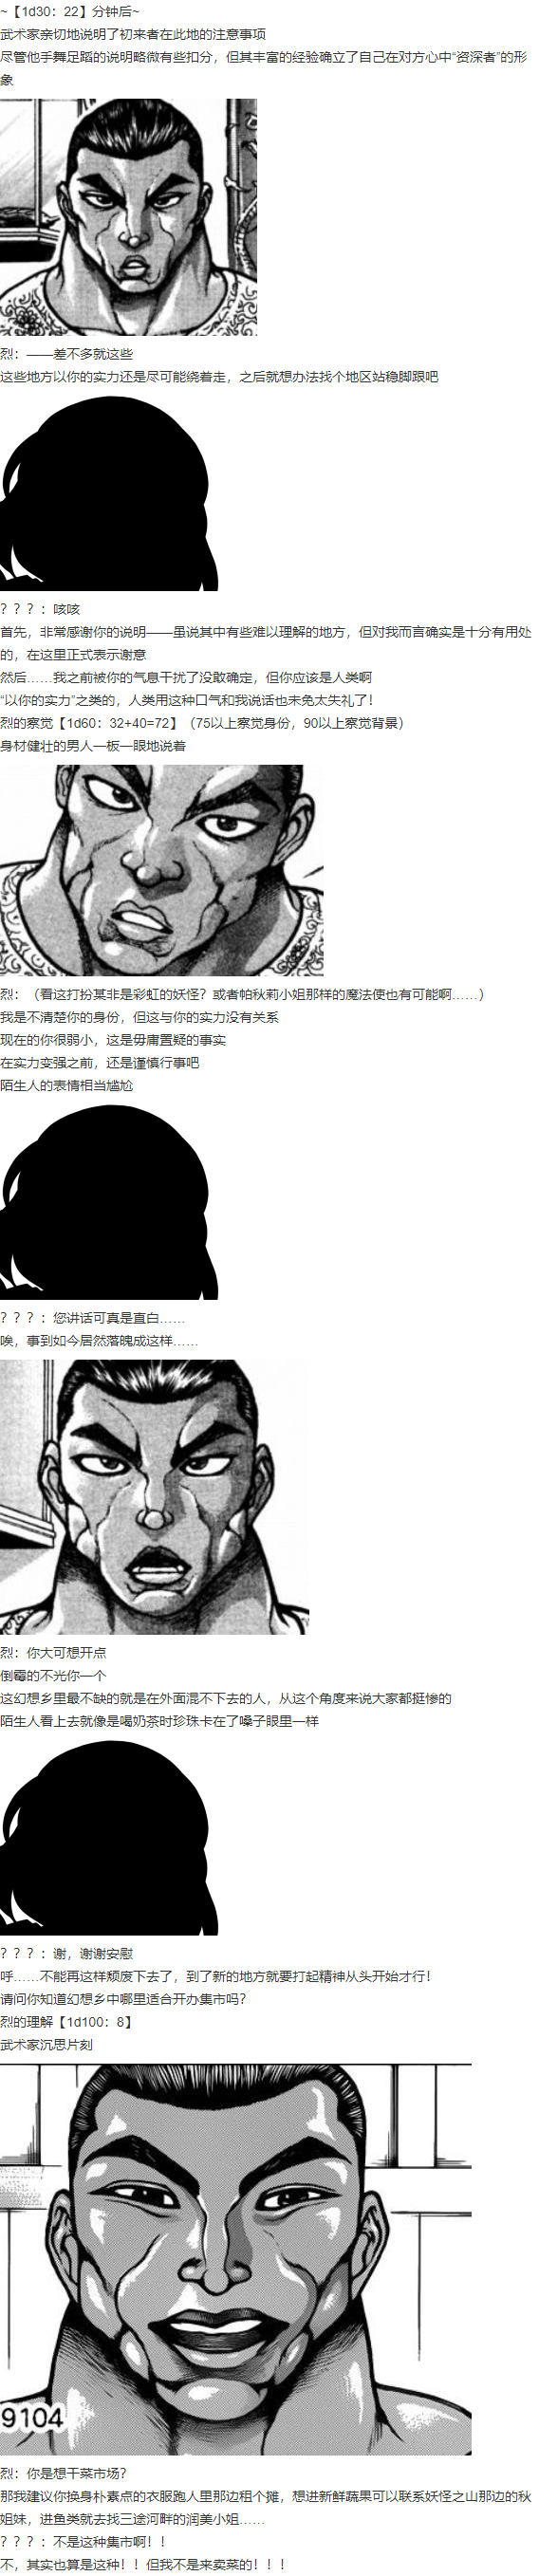 ~【1d30：22】分钟后~
武术家亲切地说明了初来者在此地的注意事项
尽管他手舞足蹈的说明略微有些扣分，但其丰富的经验确立了自己在对方心中“资深者”的形
象
烈：——差不多就这些
这些地方以你的实力还是尽可能绕着走，之后就想办法找个地区站稳脚跟吧
？？？：咳咳
首先，非常感谢你的说明——虽说其中有些难以理解的地方，但对我而言确实是十分有用处
的，在这里正式表示谢意
然后……我之前被你的气息干扰了没敢确定，但你应该是人类啊
“以你的实力”之类的，人类用这种口气和我说话也未免太失礼了！
烈的察觉【1d60：32+40=72】（75以上察觉身份，90以上察觉背景）
身材健壮的男人一板一眼地说着
烈：（看这打扮某非是彩虹的妖怪？或者帕秋莉小姐那样的魔法使也有可能啊……）
我是不清楚你的身份，但这与你的实力没有关系
现在的你很弱小，这是毋庸置疑的事实
在实力变强之前，还是谨慎行事吧
陌生人的表情相当尴尬
？？？：您讲话可真是直白……
唉，事到如今居然落魄成这样……
烈：你大可想开点
倒霉的不光你一个
这幻想乡里最不缺的就是在外面混不下去的人，从这个角度来说大家都挺惨的
陌生人看上去就像是喝奶茶时珍珠卡在了嗓子眼里一样
？？？：谢，谢谢安慰
呼……不能再这样颓废下去了，到了新的地方就要打起精神从头开始才行！
请问你知道幻想乡中哪里适合开办集市吗？
烈的理解【1d100：8】
武术家沉思片刻
9104
烈：你是想干菜市场？
那我建议你换身朴素点的衣服跑人里那边租个摊，想进新鲜蔬果可以联系妖怪之山那边的秋
姐妹，进鱼类就去找三途河畔的润美小姐……
？？？：不是这种集市啊！！
不，其实也算是这种！！但我不是来卖菜的！！！